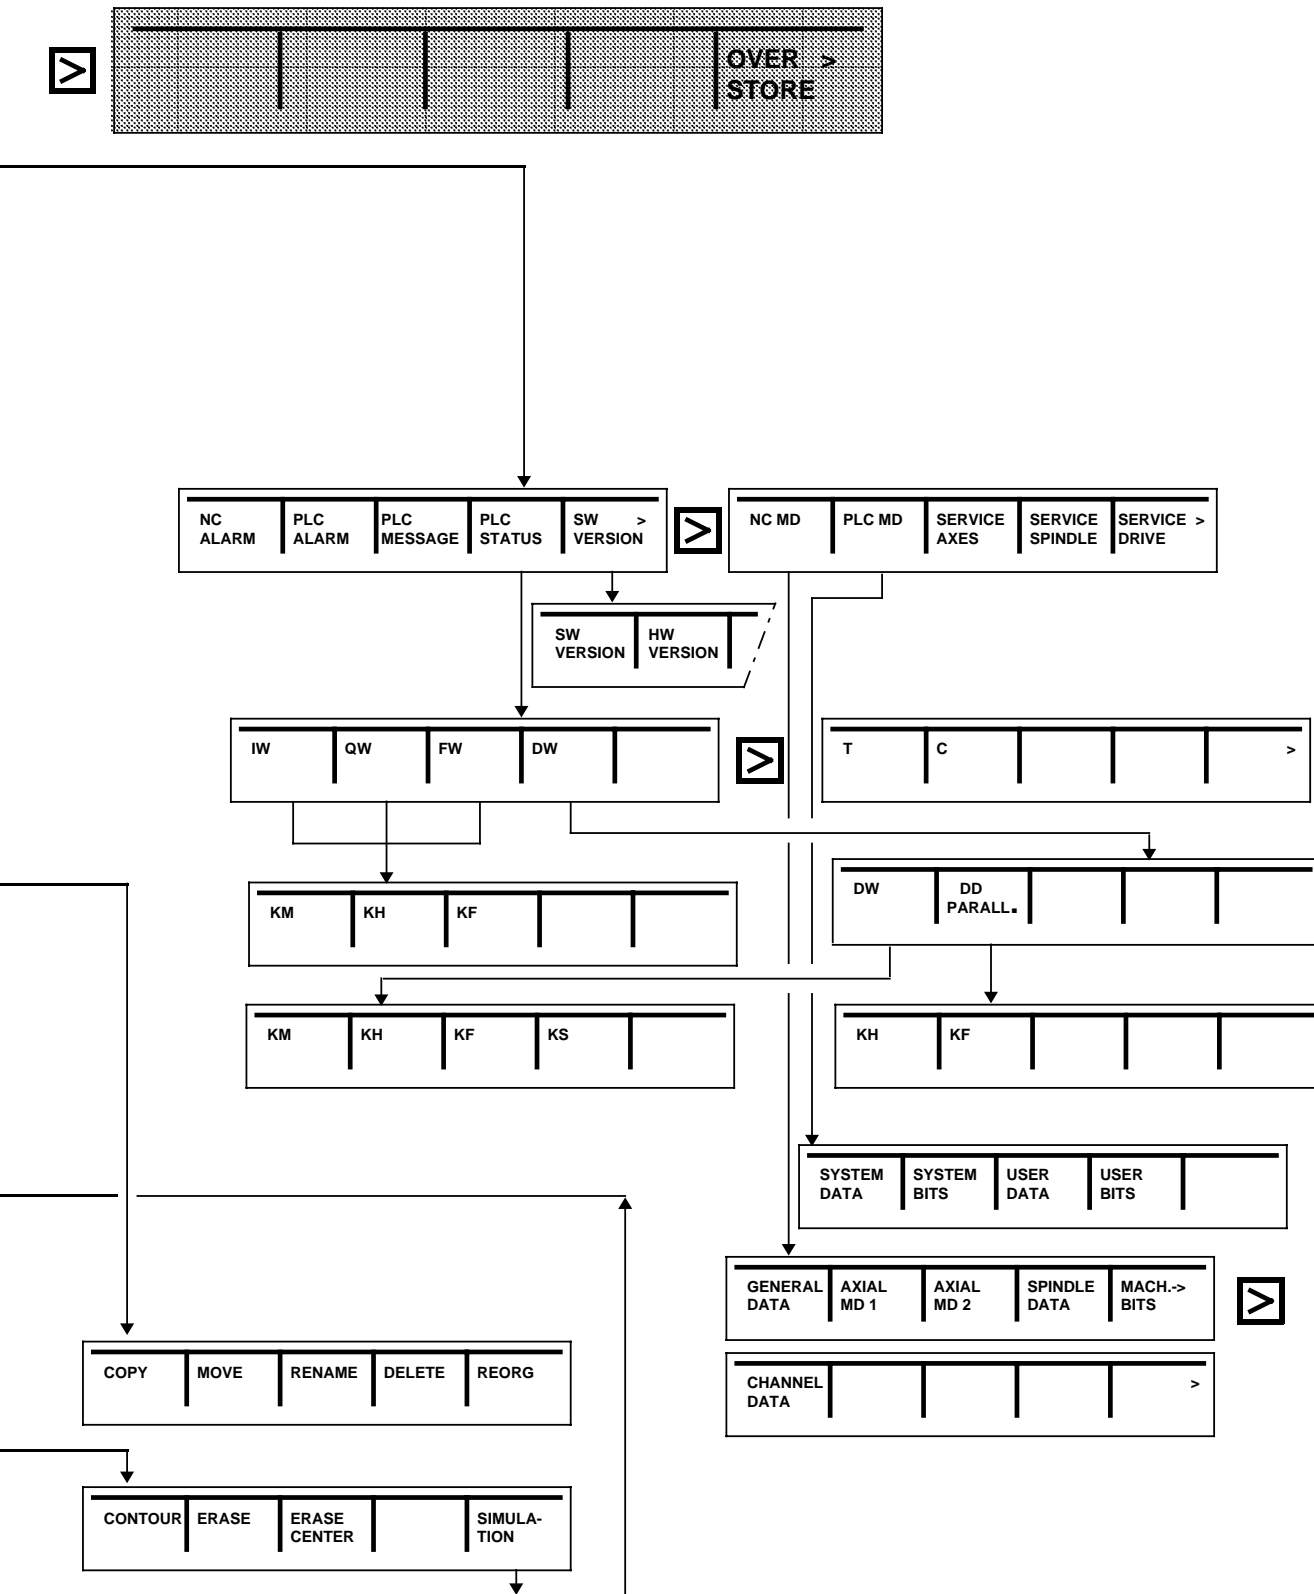 OVER >
STORE
>
NC PLC PLC PLC SW >
ALARM ALARM MESSAGE STATUS VERSION
>
NC MD PLC MD SERVICE SERVICE SERVICE >
AXES SPINDLE DRIVE
SW HW
VERSION VERSION
IW QW FW DW
>
T C >
DW DD
PARALL.
KM KH KF
KM KH KF KS
KH KF
SYSTEM SYSTEM USER USER
DATA BITS DATA BITS
GENERAL AXIAL AXIAL SPINDLE MACH.->
DATA MD 1 MD 2 DATA BITS
>
COPY MOVE RENAME DELETE REORG
CHANNEL >
DATA
CONTOUR ERASE ERASE SIMULA-
CENTER TION